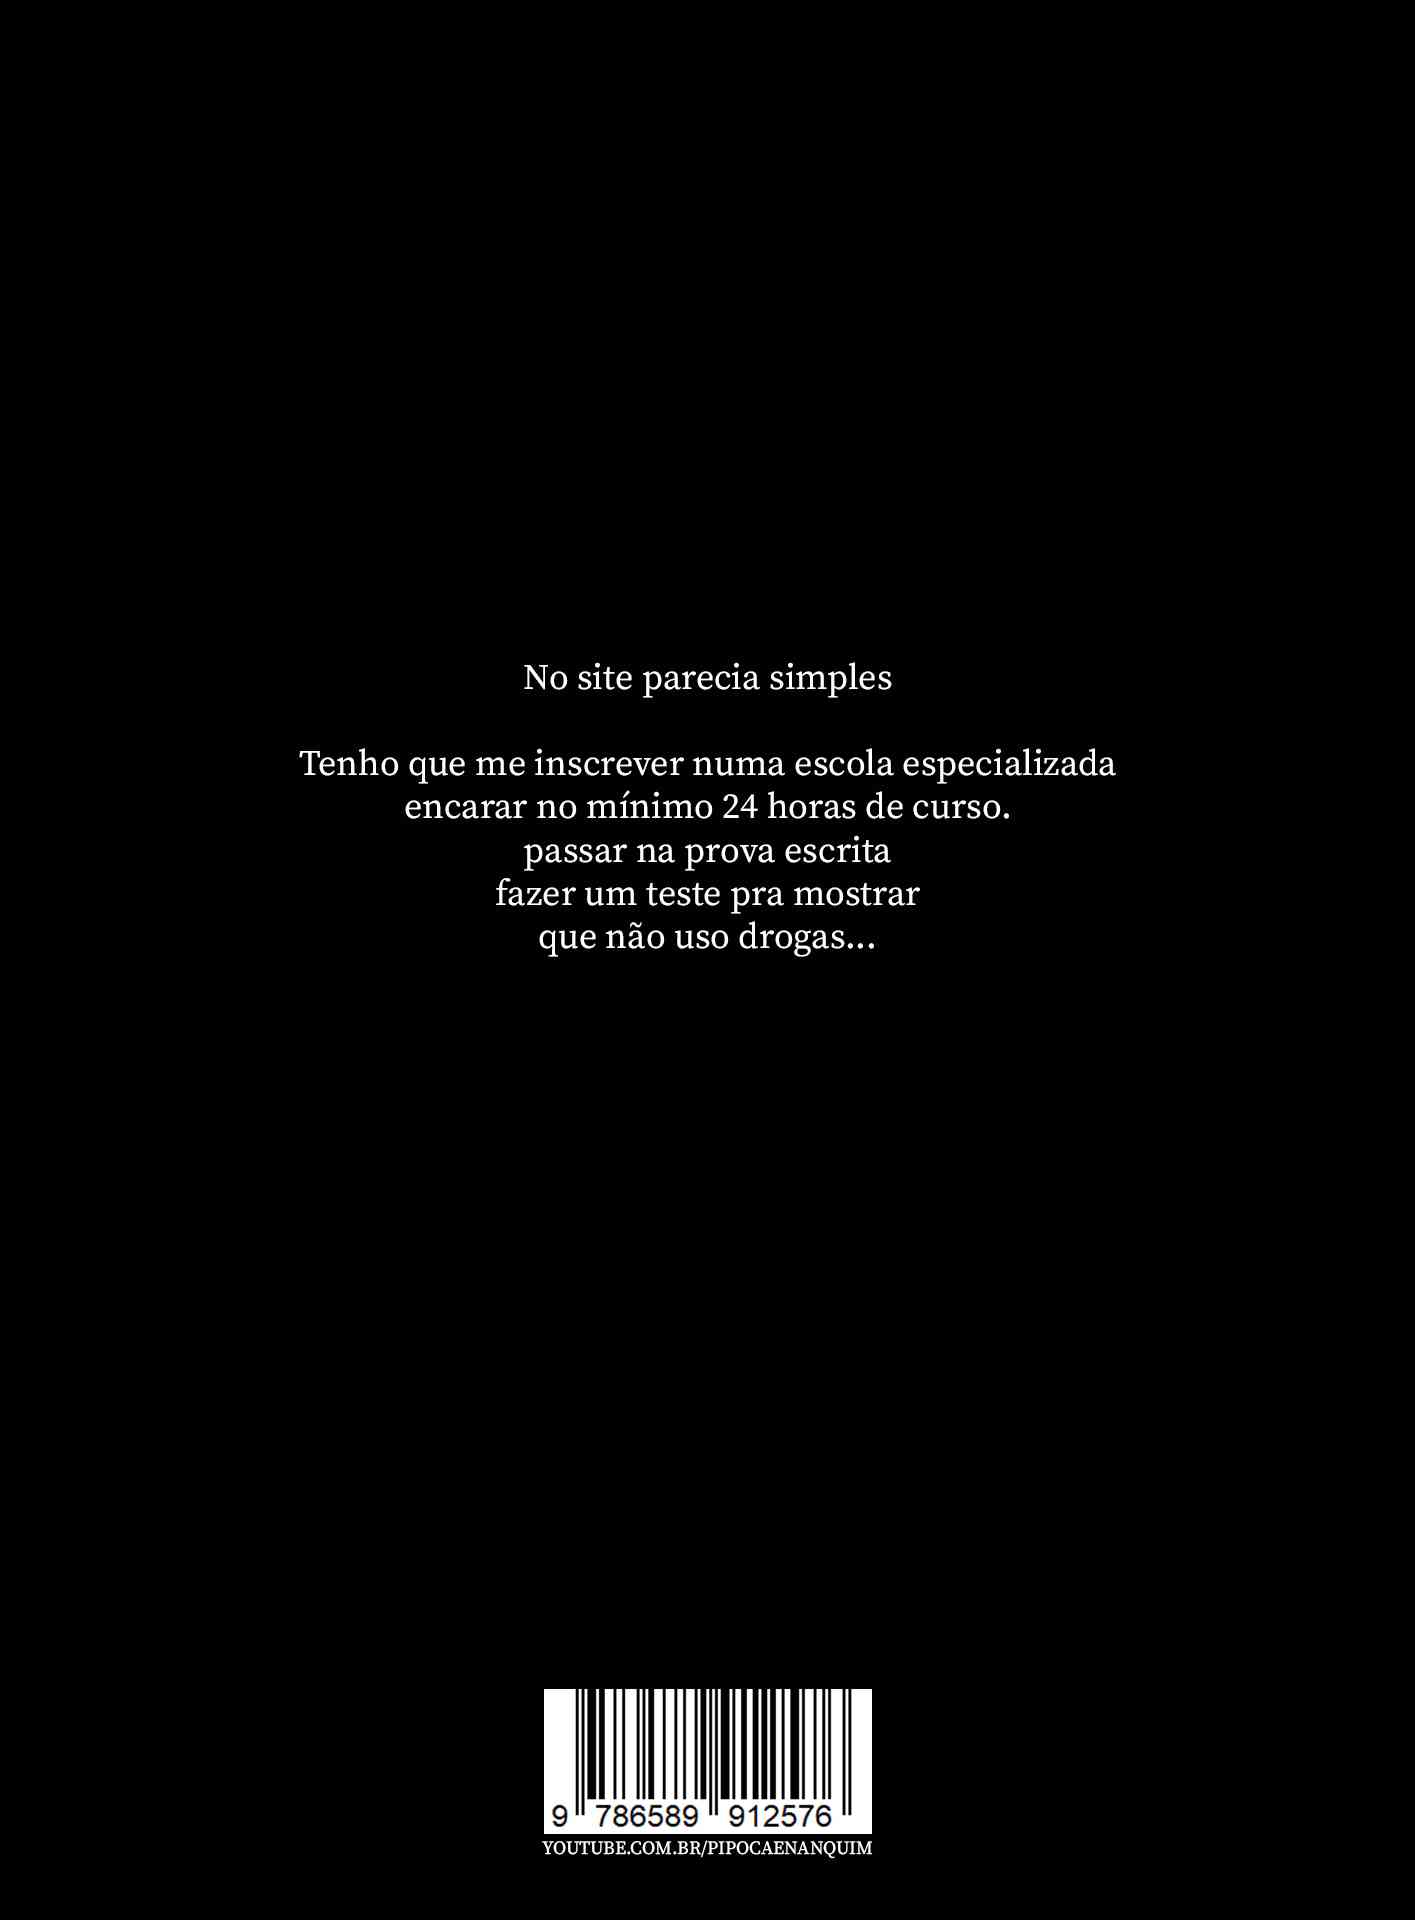 No site parecia simples
Tenho que me inscrever numa escola especializada
encarar no mínimo 24 horas de curso.
passar na prova escrita
fazer um teste pra mostrar
que não uso drogas...
9 786589 912576
YOUTUBE.COM.BR/PIPOCAENANQUIM